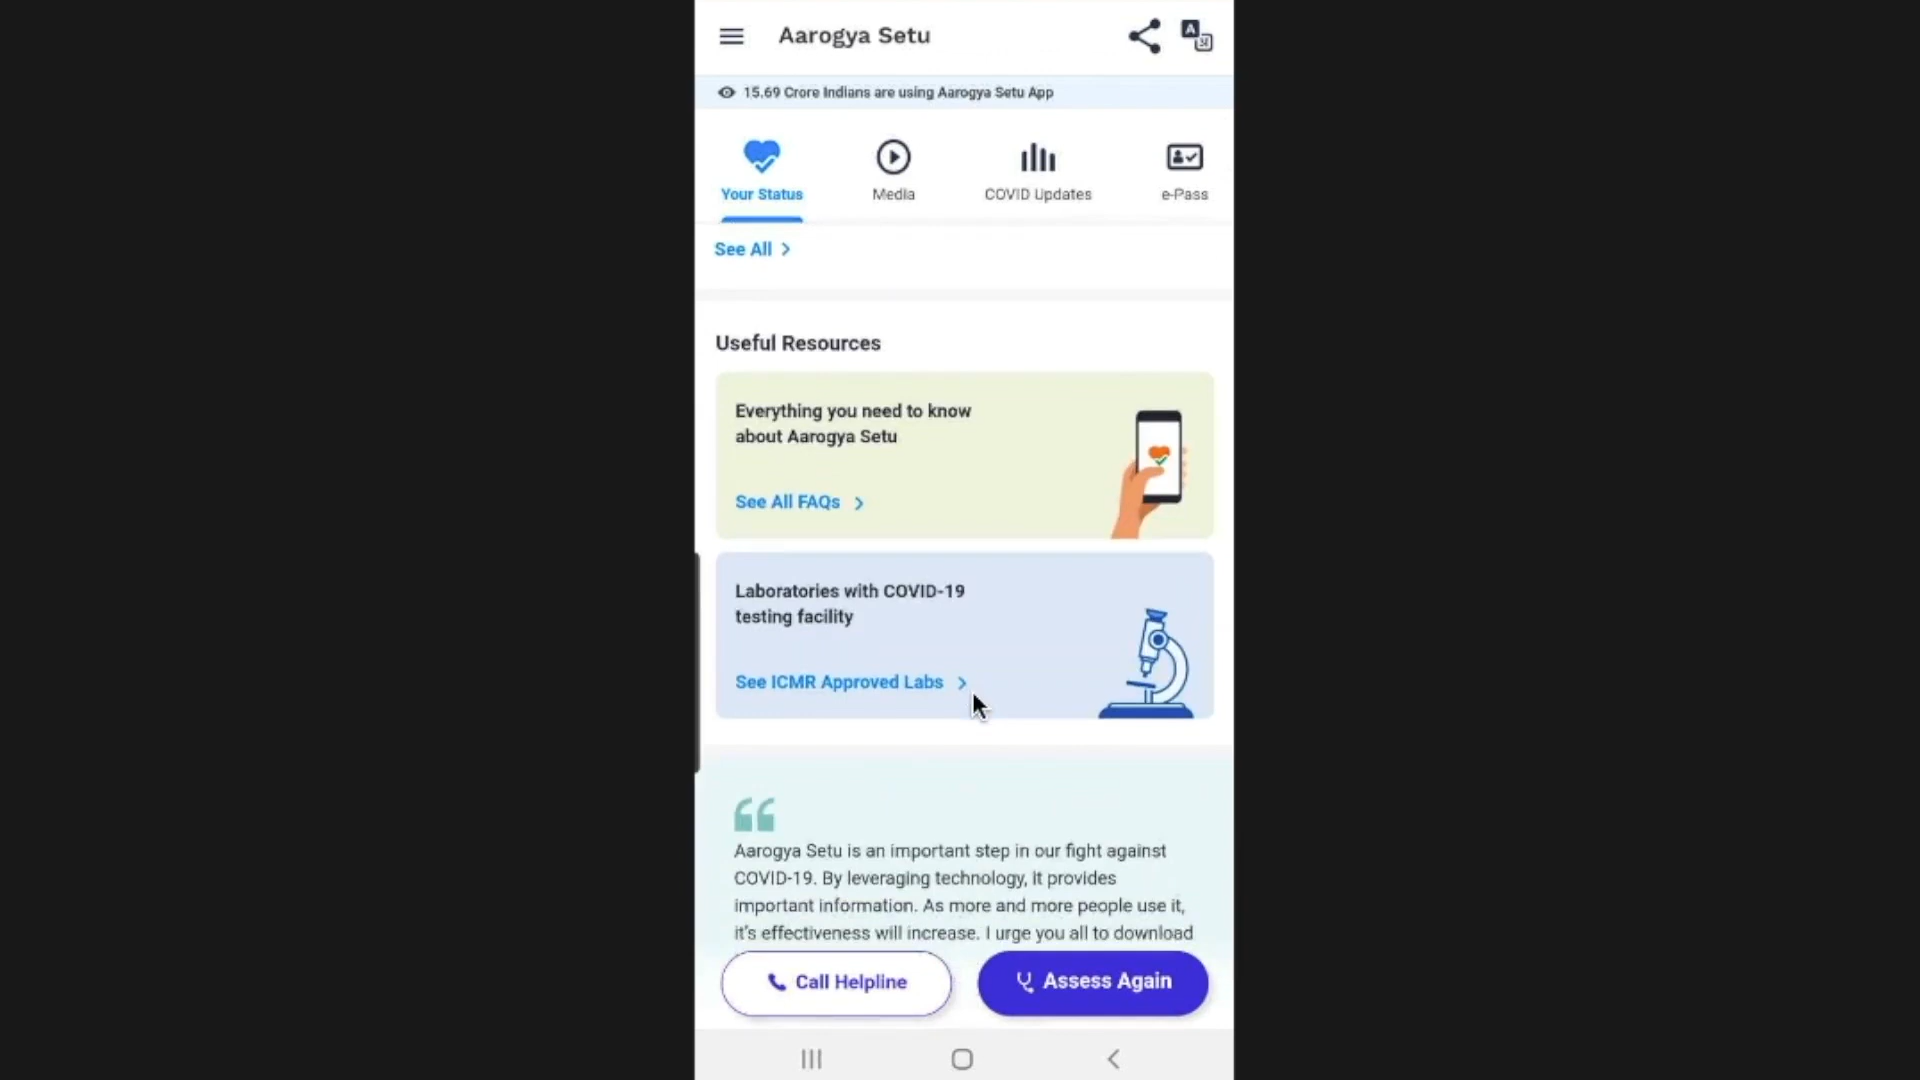 Aarogya Setu
15.69 Crore Indians are using Aarogya Setu App
Your Status
Media
COVID Updates
e-Pass
See All
Useful Resources
Everything you need to know
about Aarogya Setu
See All FAQs
Laboratories with COVID-19
testing facility
See ICMR Approved Labs
Aarogya Setu is an important step in our fight against
COVID-19. By leveraging technology, it provides
important information. As more and more people use it,
it's effectiveness will increase. I urge you all to download
Call Helpline
Assess Again